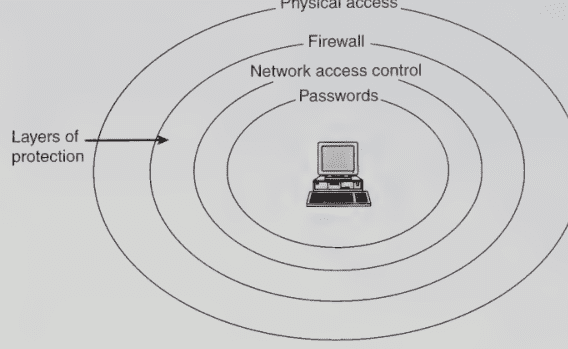 Physical access
Firewall
Network access control
Passwords
Layers of
protection